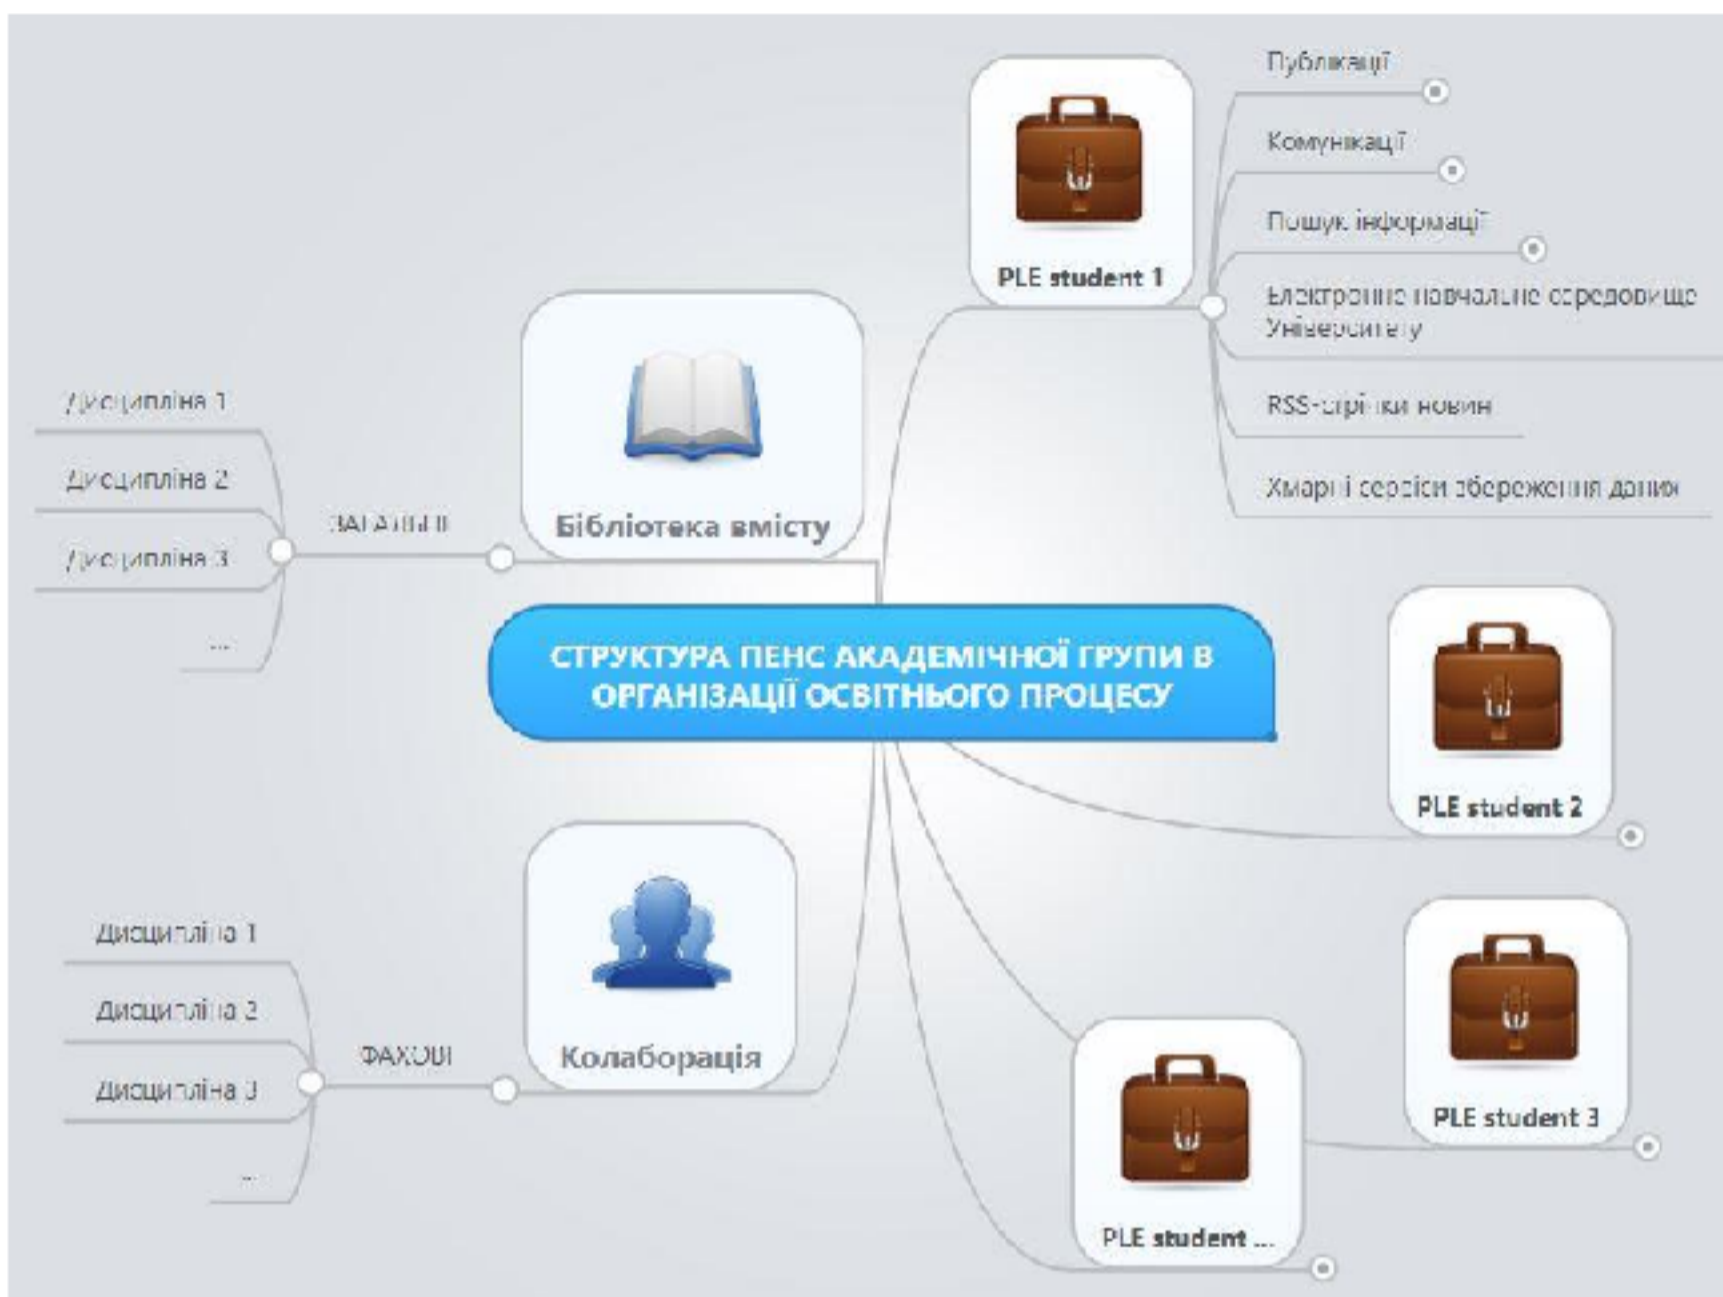 СТРУКТУРА ПЕНС АКАДЕМІЧНОЇ ГРУПИ В
ОРГАНІЗАЦІЇ ОСВІТНЬОГО ПРОЦЕСУ
PLE student 1
Публікації
Комунікації
Пошук інформації
Електронне навчальне середовище
Університету
RSS-стрічки новин
Хмарні сервіси збереження даних
PLE student 2
PLE student 3
PLE student ...
Бібліотека вмісту
ЗАГАЛЬНІ
Дисципліна 1
Дисципліна 2
Дисципліна 3
...
Колаборація
ФАХОВІ
Дисципліна 1
Дисципліна 2
Дисципліна 3
...